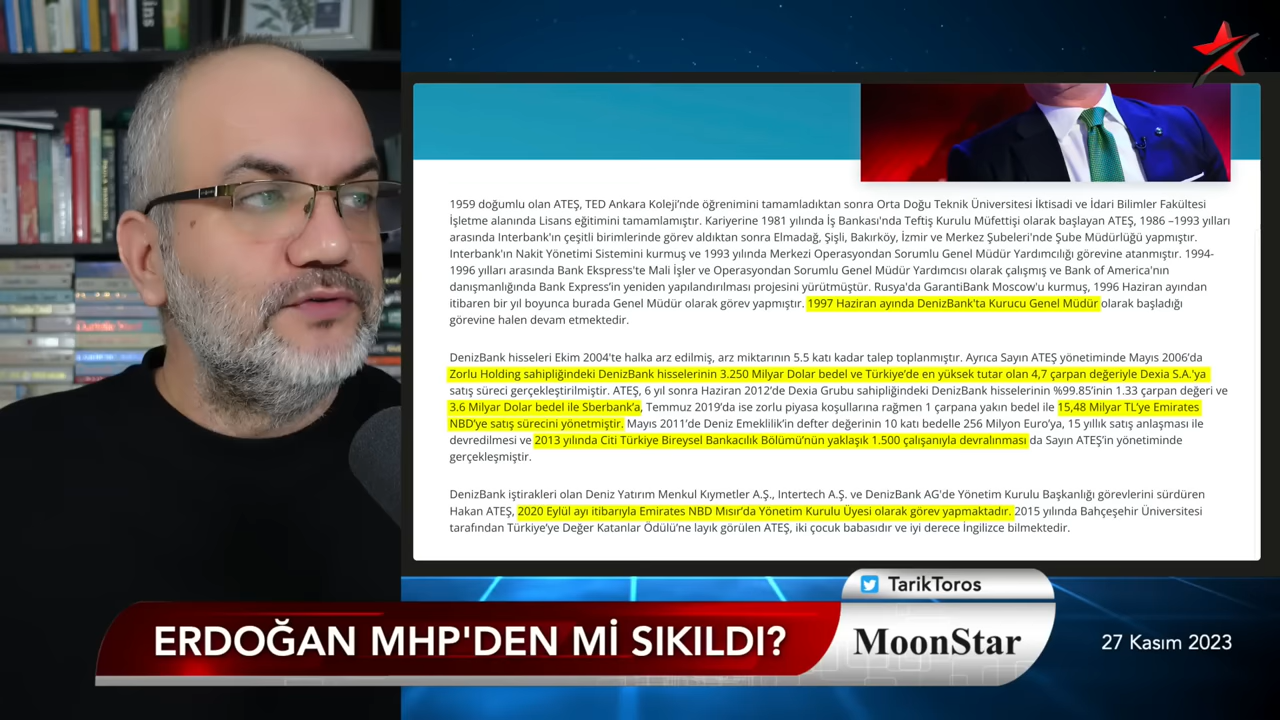 1959 doğumlu olan ATEŞ, TED Ankara Koleji’nde öğrenimini tamamladıktan sonra Orta Doğu Teknik Üniversitesi İktisadi ve İdari Bilimler Fakültesi
İşletme alanında Lisans eğitimini tamamlamıştır. Kariyerine 1981 yılında İş Bankası'nda Teftiş Kurulu Müfettişi olarak başlayan ATEŞ, 1986 –1993 yılları
arasında Interbank'ın çeşitli birimlerinde görev aldıktan sonra Elmadağ, Şişli, Bakırköy, İzmir ve Merkez Şubeleri'nde Şube Müdürlüğü yapmıştır.
Interbank'ın Nakit Yönetimi Sistemini kurmuş ve 1993 yılında Merkezi Operasyondan Sorumlu Genel Müdür Yardımcılığı görevine atanmıştır. 1994-
1996 yılları arasında Bank Ekspress'te Mali İşler ve Operasyondan Sorumlu Genel Müdür Yardımcısı olarak çalışmış ve Bank of America'nın
danışmanlığında Bank Express’in yeniden yapılandırılması projesini yürütmüştür. Rusya'da GarantiBank Moscow'u kurmuş, 1996 Haziran ayından
itibaren bir yıl boyunca burada Genel Müdür olarak görev yapmıştır. 1997 Haziran ayında DenizBank'ta Kurucu Genel Müdür olarak başladığı
görevine halen devam etmektedir.
DenizBank hisseleri Ekim 2004'te halka arz edilmiş, arz miktarının 5.5 katı kadar talep toplanmıştır. Ayrıca Sayın ATEŞ yönetiminde Mayıs 2006’da
Zorlu Holding sahipliğindeki DenizBank hisselerinin 3.250 Milyar Dolar bedel ve Türkiye’de en yüksek tutar olan 4,7 çarpan değeriyle Dexia S.A.'ya
satış süreci gerçekleştirilmiştir. ATEŞ, 6 yıl sonra Haziran 2012’de Dexia Grubu sahipliğindeki DenizBank hisselerinin %99.85’inin 1.33 çarpan değeri ve
3.6 Milyar Dolar bedel ile Sberbank’a, Temmuz 2019’da ise zorlu piyasa koşullarına rağmen 1 çarpana yakın bedel ile 15,48 Milyar TL’ye Emirates
NBD’ye satış sürecini yönetmiştir. Mayıs 2011'de Deniz Emeklilik’in defter değerinin 10 katı bedelle 256 Milyon Euro’ya, 15 yıllık satış anlaşması ile
devredilmesi ve 2013 yılında Citi Türkiye Bireysel Bankacılık Bölümü’nün yaklaşık 1.500 çalışanıyla devralınması da Sayın ATEŞ’in yönetiminde
gerçekleşmiştir.
DenizBank iştirakleri olan Deniz Yatırım Menkul Kıymetler A.Ş., Intertech A.Ş. ve DenizBank AG'de Yönetim Kurulu Başkanlığı görevlerini sürdüren
Hakan ATEŞ, 2020 Eylül ayı itibarıyla Emirates NBD Mısır’da Yönetim Kurulu Üyesi olarak görev yapmaktadır. 2015 yılında Bahçeşehir Üniversitesi
tarafından Türkiye’ye Değer Katanlar Ödülü’ne layık görülen ATEŞ, iki çocuk babasıdır ve iyi derece İngilizce bilmektedir.
TarikToros
ERDOĞAN MHP'DEN Mİ SIKILDI?
MoonStar
27 Kasım 2023